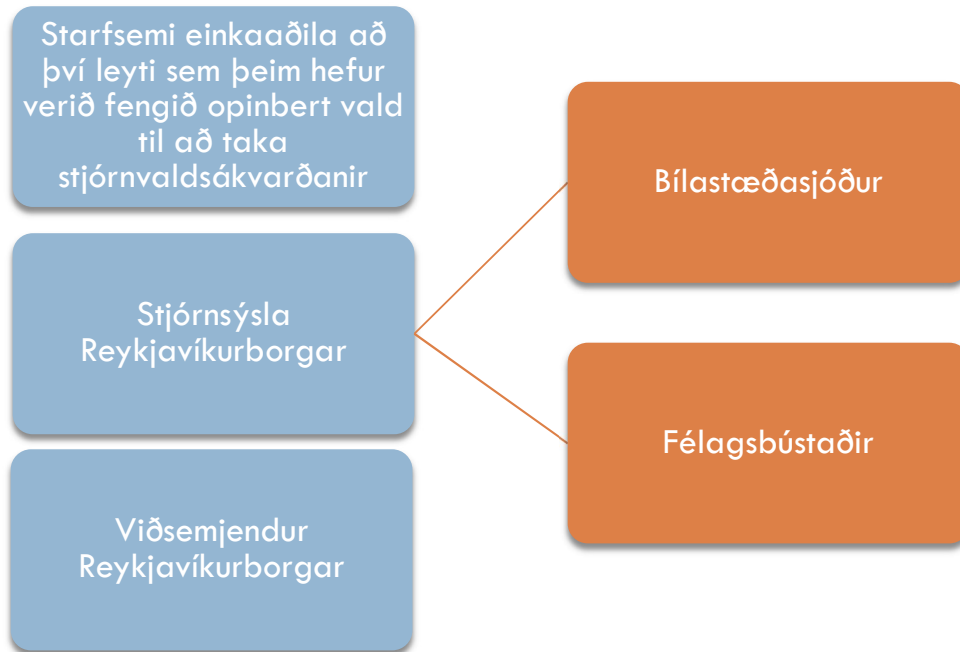 Starfsemi einkaaðila að
því leyti sem þeim hefur
verið fengið opinbert vald
til að taka
stjórnvaldsákvarðanir
Stjórnsýsla
Reykjavíkurborgar
Viðsemjendur
Reykjavíkurborgar
Bílastæðasjóður
Félagsbústaðir